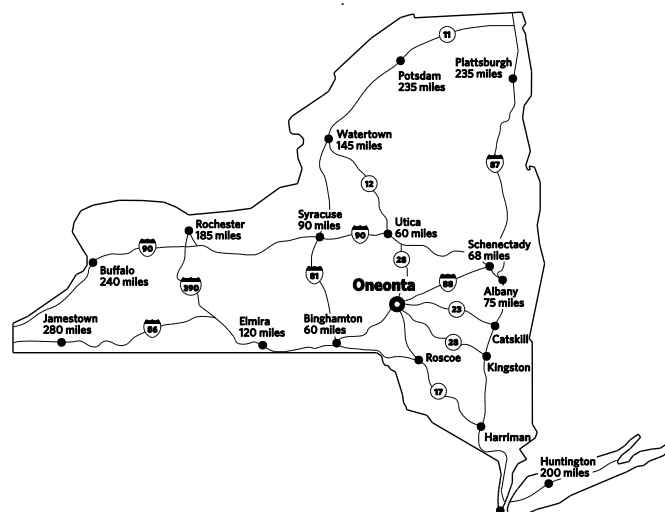 11
Plattsburgh
235 miles
Potsdam
235 miles
Watertown
145 miles
87
12
Syracuse
90 miles
Utica
60 miles
Rochester
185 miles
90
90
Schenectady
68 miles
28
Buffalo
240 miles
81
88
390
Oneonta
Albany
75 miles
23
Jamestown
280 miles
86
Elmira
120 miles
Binghamton
60 miles
Catskill
28
Kingston
Roscoe
17
Harriman
Huntington
200 miles